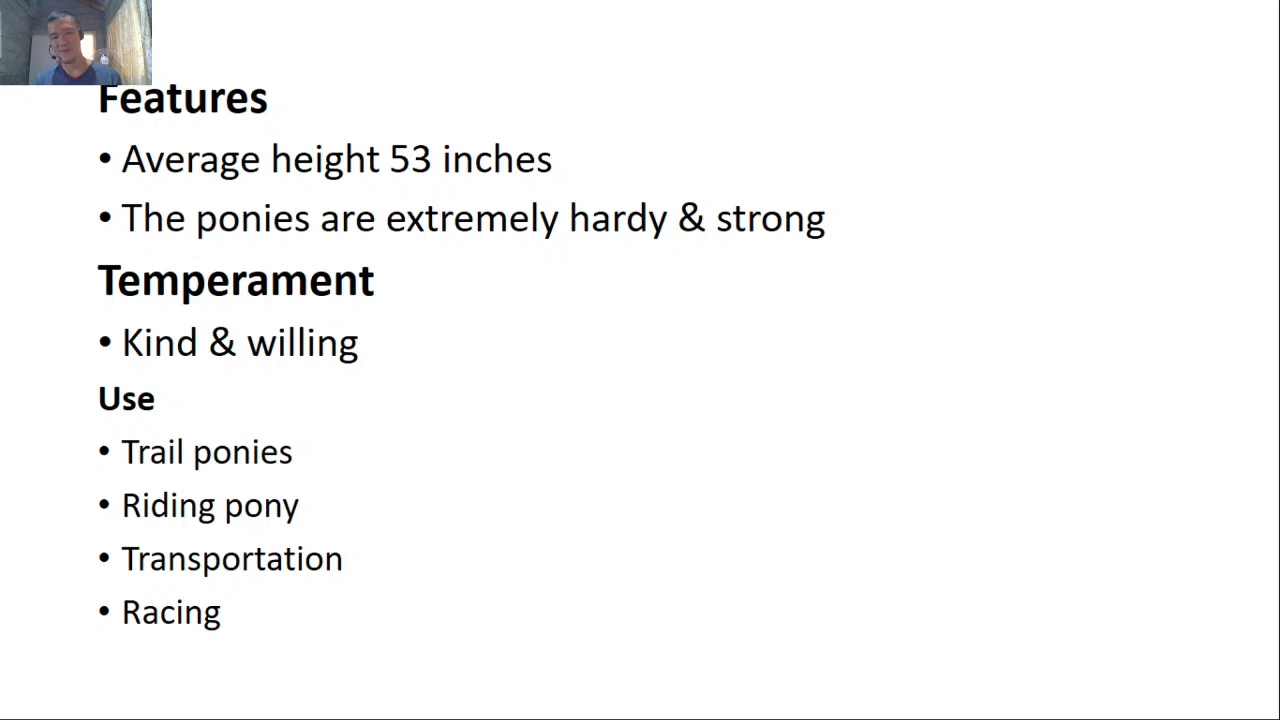 Features
• Average height 53 inches
• The ponies are extremely hardy & strong
Temperament
• Kind & willing
Use
• Trail ponies
• Riding pony
• Transportation
• Racing